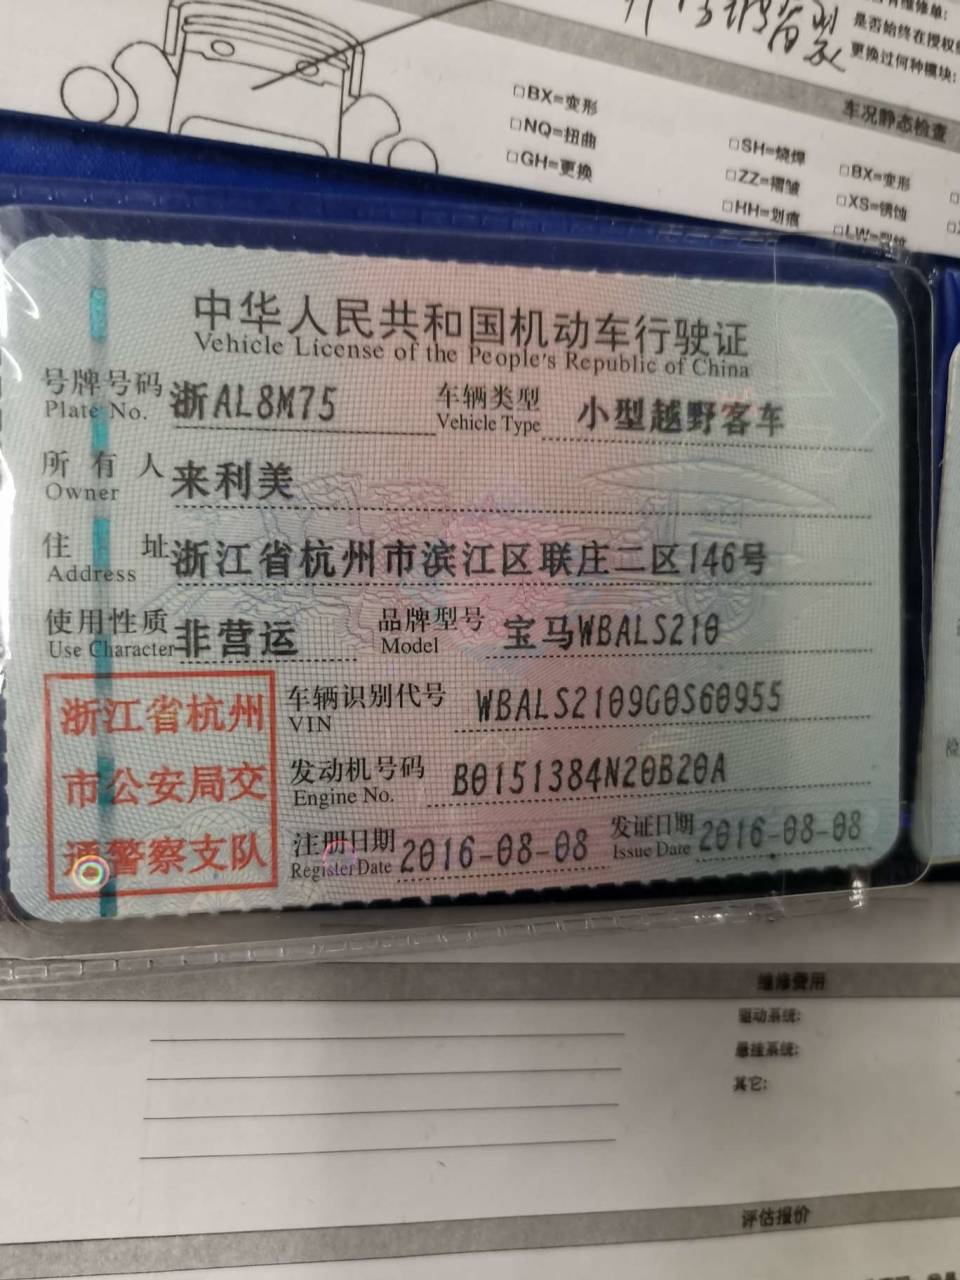 是否始终在授权
更换过何种模块:
车况静态检查
□BX=变形
□NQ=扭曲
□GH=更换
□SH=烧焊
□ZZ=褶皱
□HH=划痕
□BX=变形
□XS=锈蚀
中华人民共和国机动车行驶证
Vehicle License of the People's Republic of China
号牌号码 浙AL8M75 车辆类型 小型越野客车
Plate No. Vehicle Type
所有人 来利美
Owner
住址 浙江省杭州市滨江区联庄二区146号
Address
使用性质 非营运 品牌型号 宝马WBALS210
Use Character Model
浙江省杭州
市公安局交
通警察支队
车辆识别代号 WBALS2109G0S60955
VIN
发动机号码 B0151384N20B20A
Engine No.
注册日期 2016-08-08 发证日期 2016-08-08
Register Date Issue Date
维修费用
驱动系统:
悬挂系统:
其它:
评估报价